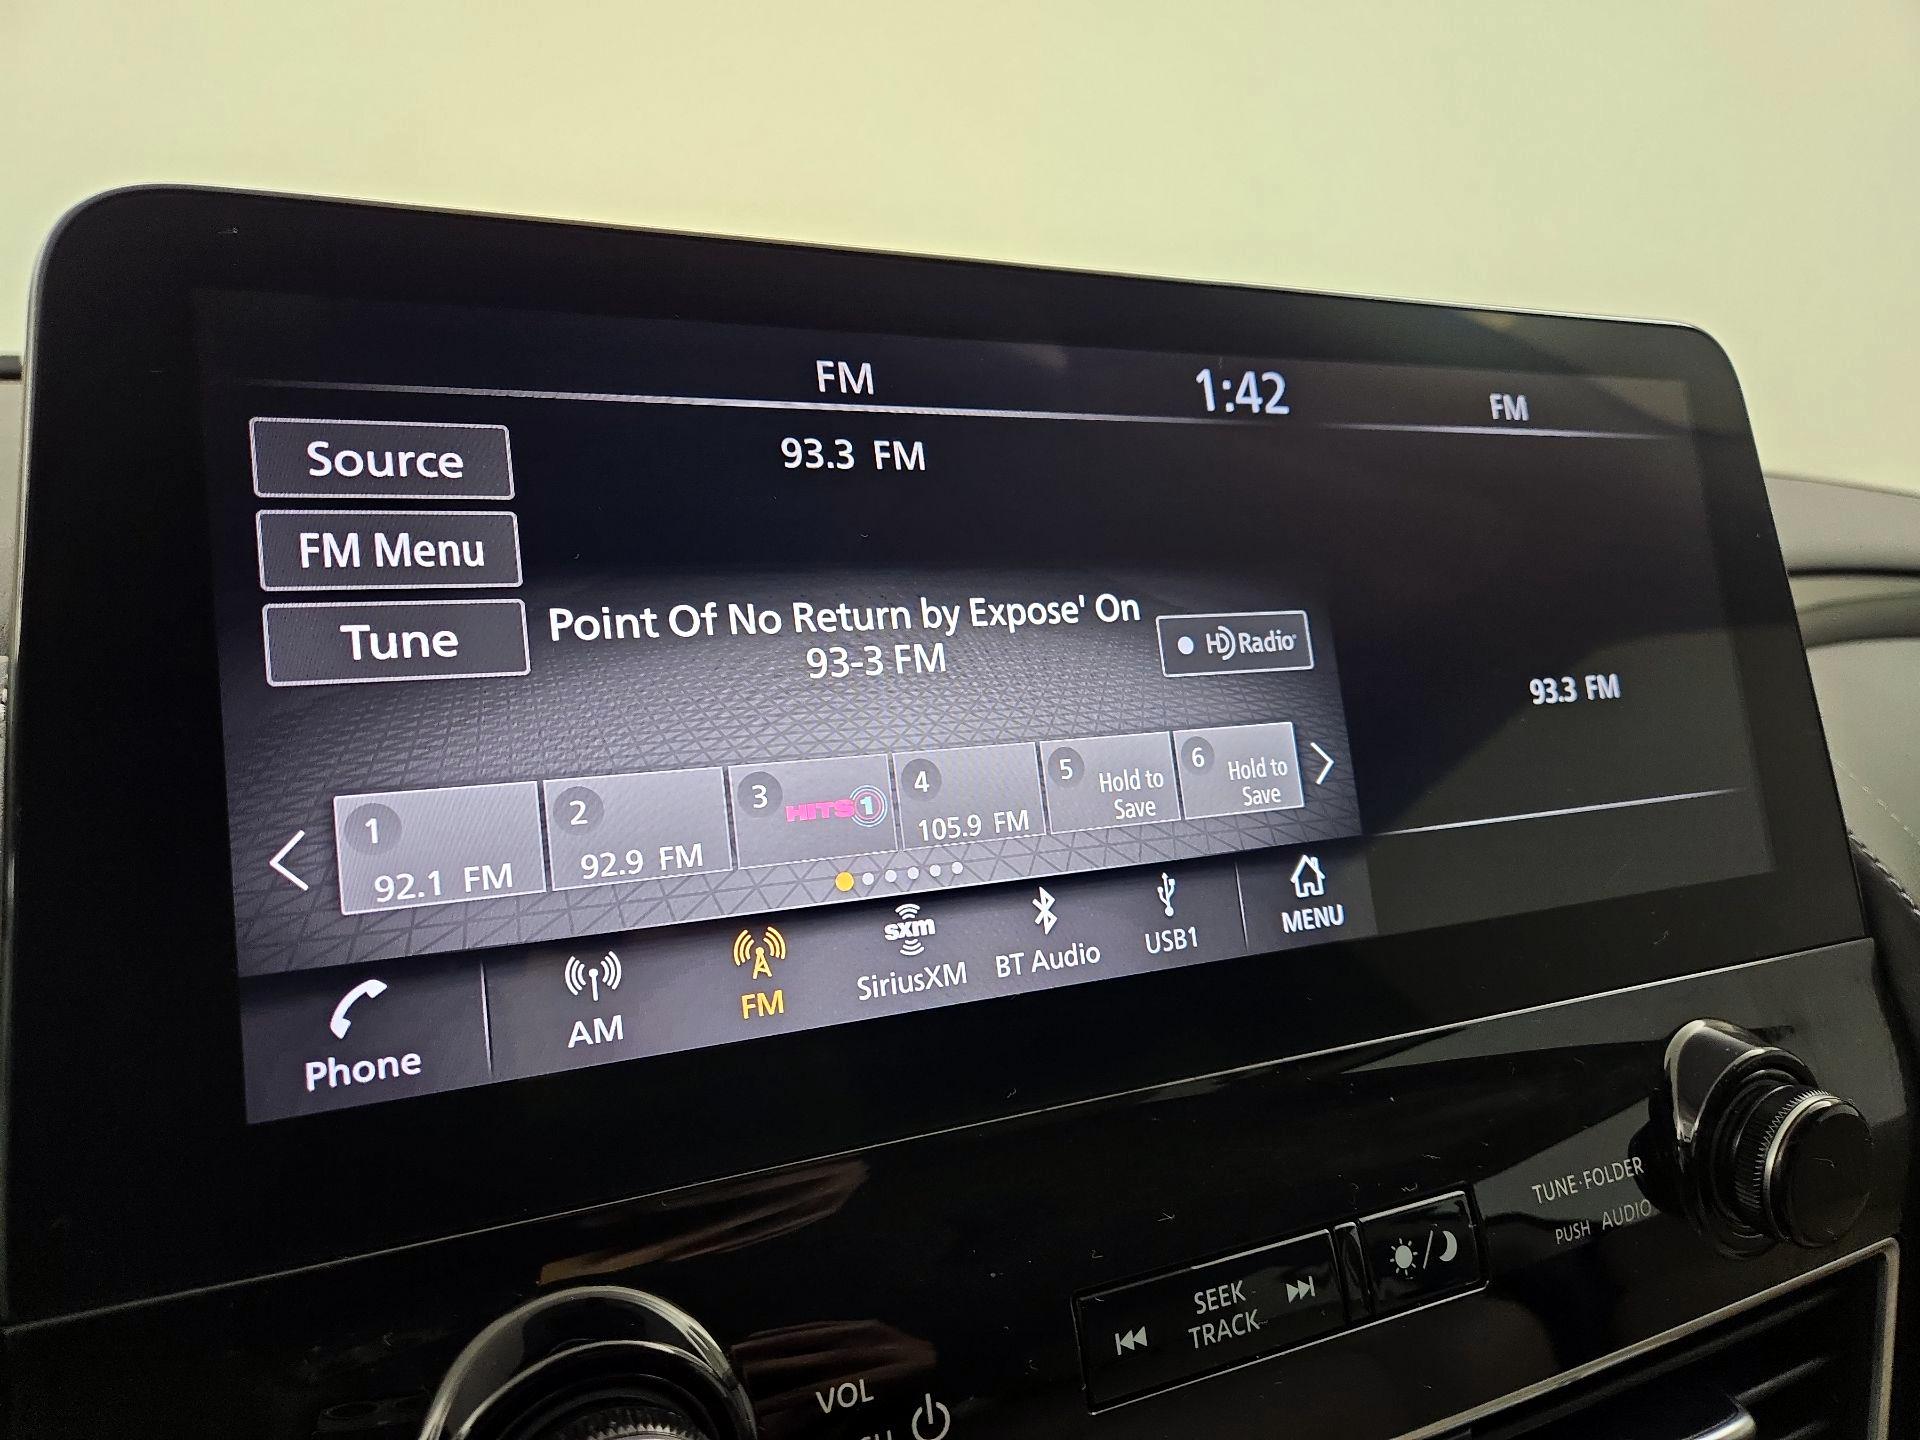 FM
1:42
FM
Source
93.3 FM
FM Menu
Tune
Point Of No Return by Expose' On
93-3 FM
HD Radio
93.3 FM
1
92.1 FM
2
92.9 FM
3
HITS 1
4
105.9 FM
5
Hold to
Save
6
Hold to
Save
Phone
AM
FM
sxm
SiriusXM
BT Audio
USB1
MENU
TUNE·FOLDER
PUSH AUDIO
SEEK
TRACK
VOL